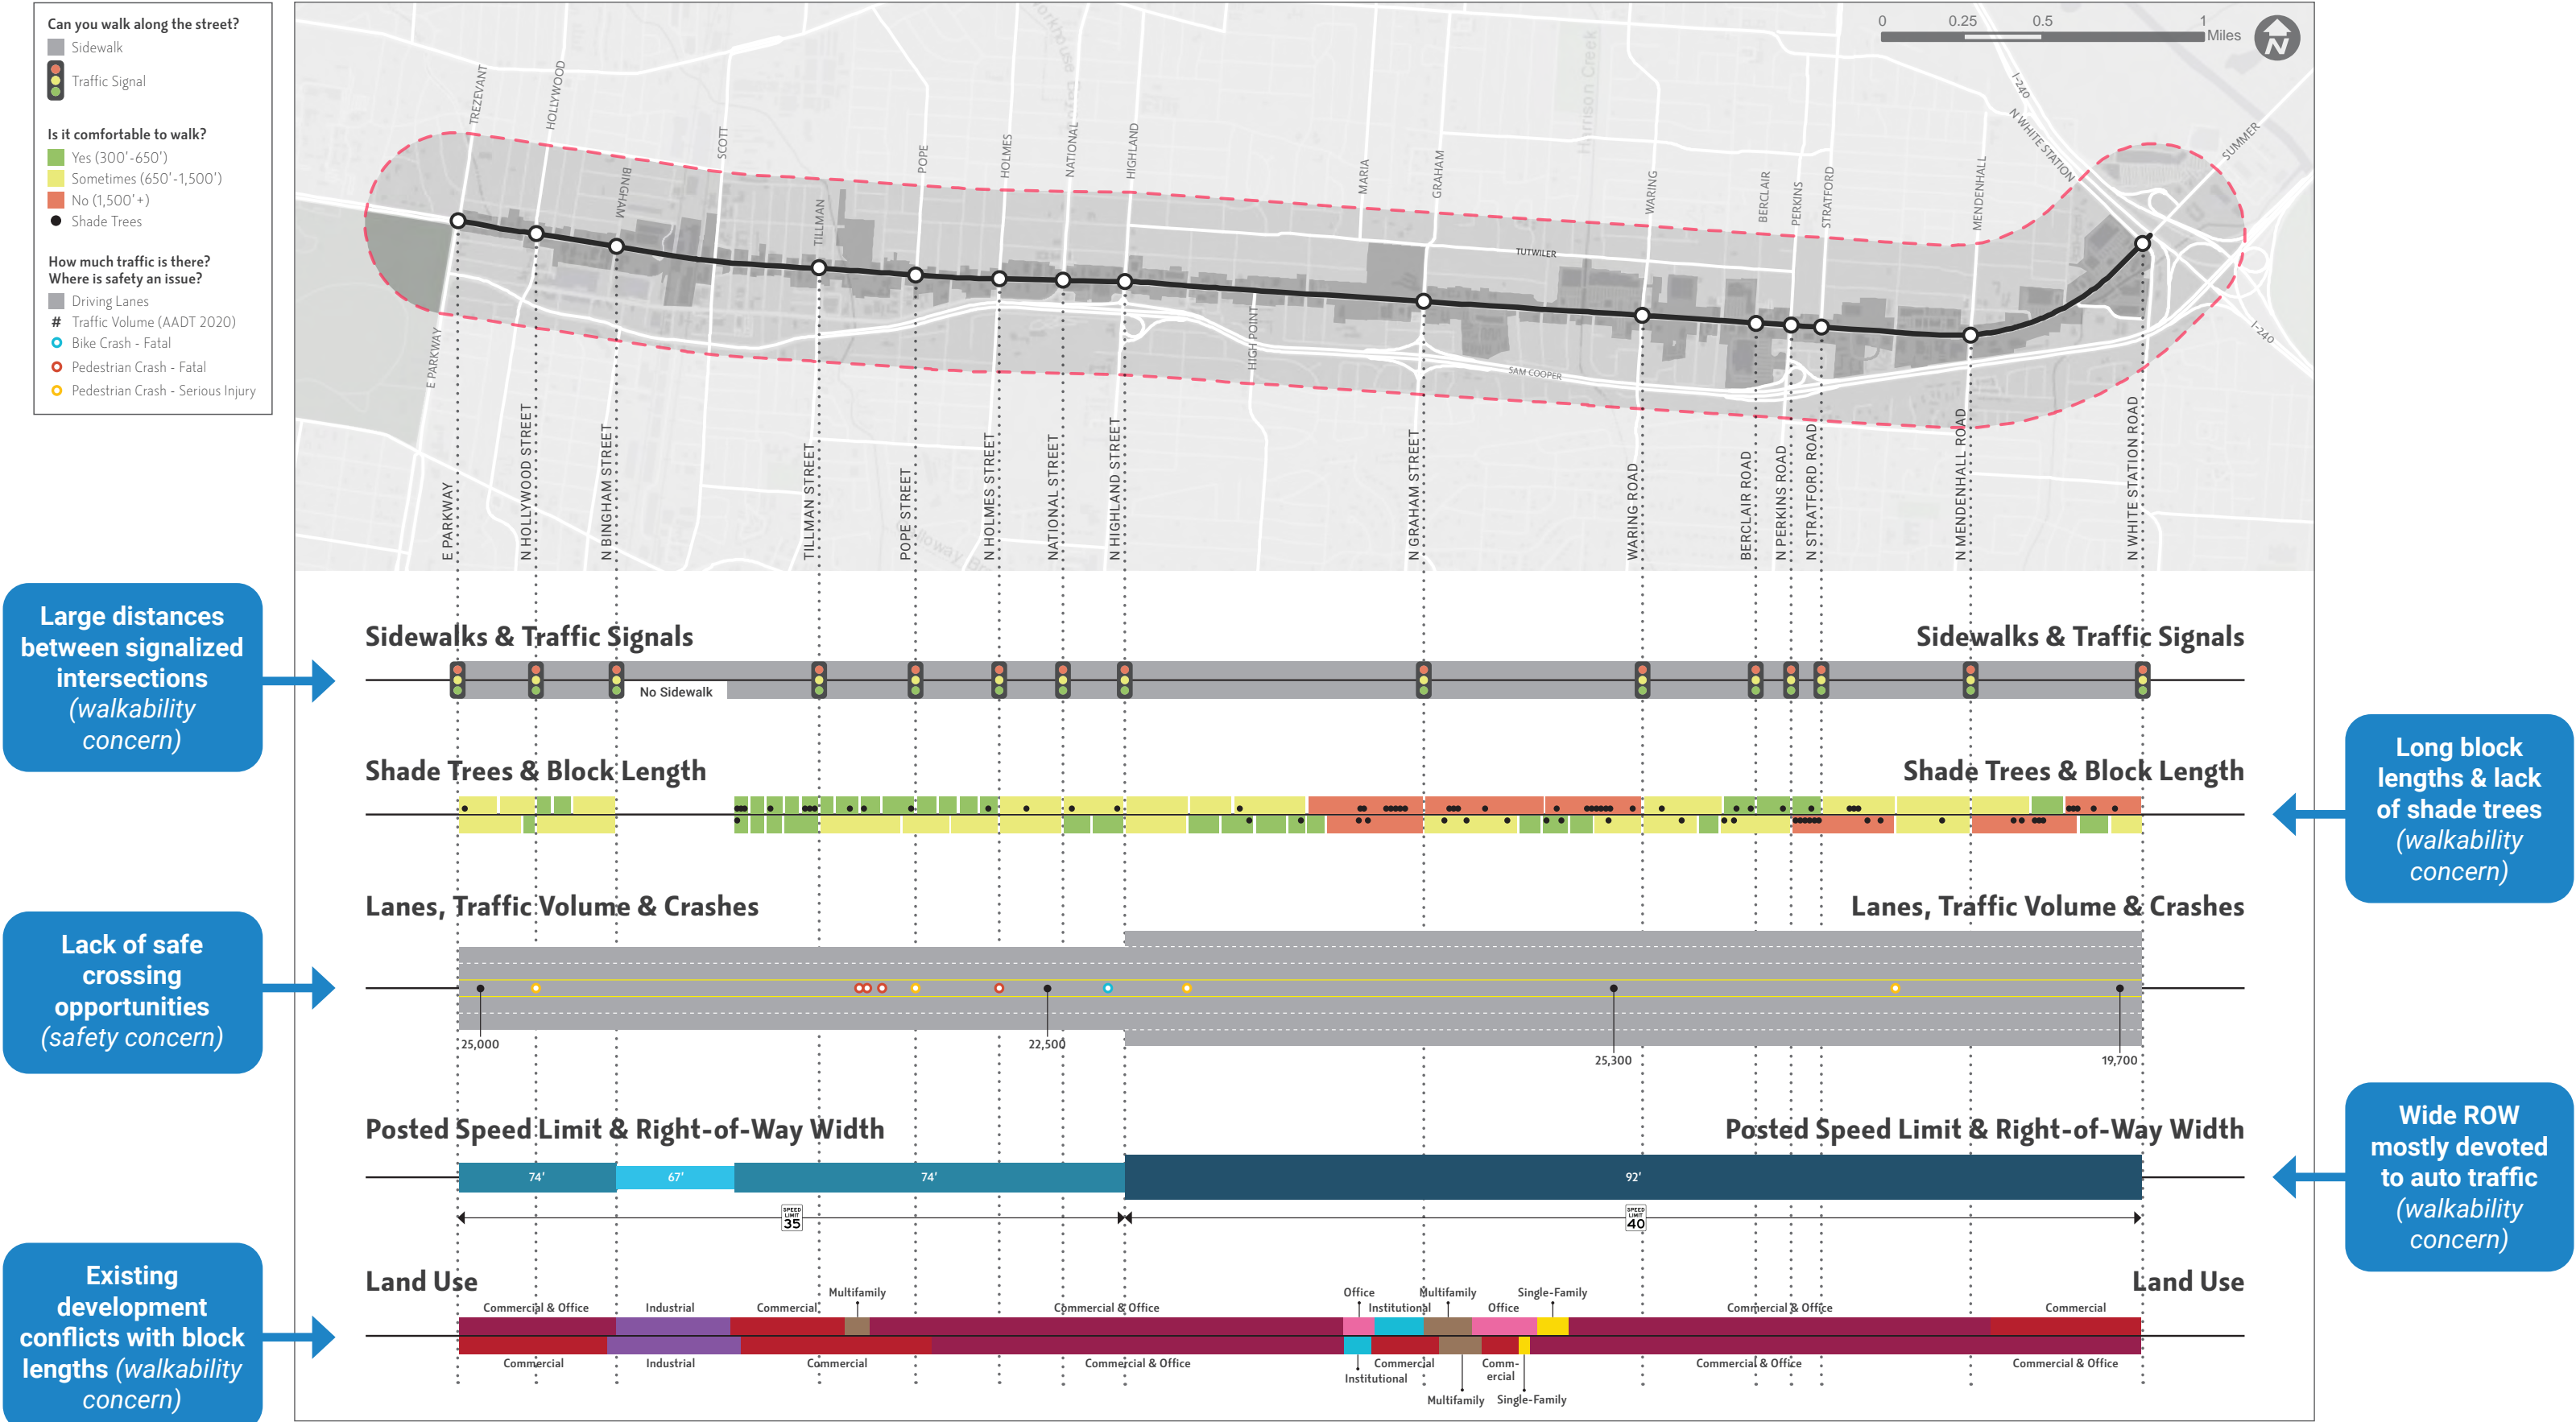 Can you walk along the street?
Sidewalk
Traffic Signal
Is it comfortable to walk?
Yes (300'-650')
Sometimes (650'-1,500')
No (1,500'+)
Shade Trees
How much traffic is there?
Where is safety an issue?
Driving Lanes
# Traffic Volume (AADT 2020)
Bike Crash - Fatal
Pedestrian Crash - Fatal
Pedestrian Crash - Serious Injury
0 0.25 0.5 1
Miles
N
TREZEVANT
HOLLYWOOD
BINGHAM
SCOTT
TILLMAN
POPE
HOLMES
NATIONAL
HIGHLAND
HIGH POINT
MARIA
GRAHAM
Harrison Creek
TUTWILER
SAM COOPER
WARING
BERCLAIR
PERKINS
STRATFORD
MENDENHALL
N WHITE STATION
I-240
SUMMER
I-240
E PARKWAY
E PARKWAY
N HOLLYWOOD STREET
N BINGHAM STREET
TILLMAN STREET
POPE STREET
N HOLMES STREET
NATIONAL STREET
N HIGHLAND STREET
N GRAHAM STREET
WARING ROAD
BERCLAIR ROAD
N PERKINS ROAD
N STRATFORD ROAD
N MENDENHALL ROAD
N WHITE STATION ROAD
Large distances
between signalized
intersections
(walkability
concern)
Sidewalks & Traffic Signals
Sidewalks & Traffic Signals
No Sidewalk
Shade Trees & Block Length
Shade Trees & Block Length
Long block
lengths & lack
of shade trees
(walkability
concern)
Lack of safe
crossing
opportunities
(safety concern)
Lanes, Traffic Volume & Crashes
Lanes, Traffic Volume & Crashes
25,000
22,500
25,300
19,700
Posted Speed Limit & Right-of-Way Width
Posted Speed Limit & Right-of-Way Width
74'
67'
74'
92'
SPEED
LIMIT
35
SPEED
LIMIT
40
Wide ROW
mostly devoted
to auto traffic
(walkability
concern)
Existing
development
conflicts with block
lengths (walkability
concern)
Land Use
Land Use
Commercial & Office
Industrial
Commercial
Multifamily
Commercial & Office
Office
Institutional
Multifamily
Office
Single-Family
Commercial & Office
Commercial
Commercial
Industrial
Commercial
Commercial & Office
Institutional
Commercial
Multifamily
Comm-
ercial
Single-Family
Commercial & Office
Commercial & Office